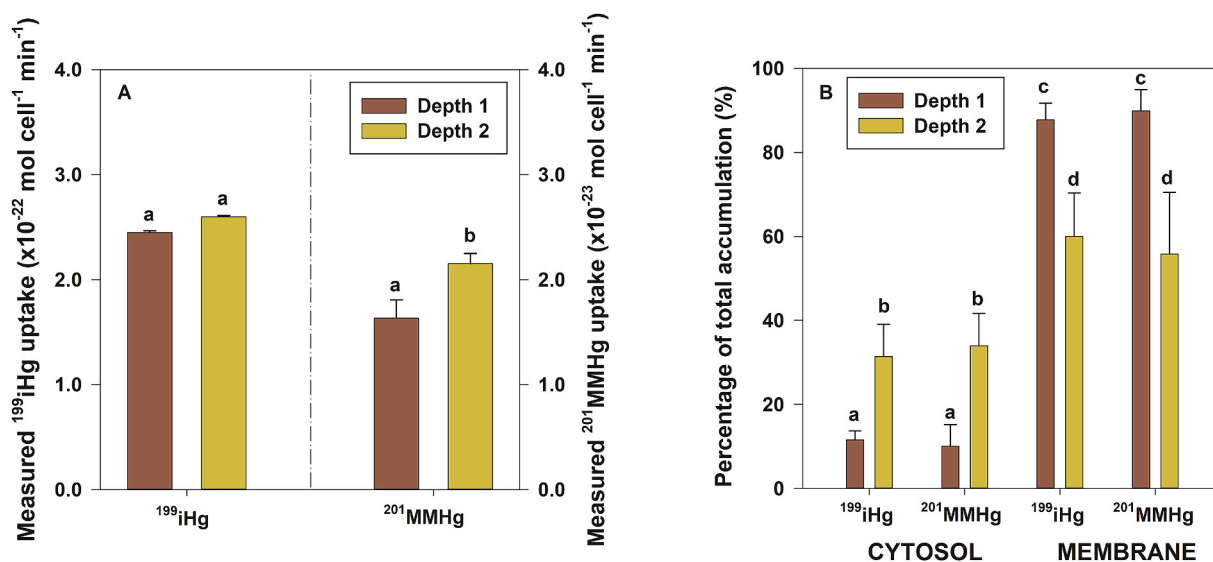 Measured ¹⁹⁹iHg uptake (x10⁻²² mol cell⁻¹ min⁻¹)
4.0
3.0
2.0
1.0
0.0
A
Depth 1
Depth 2
a
a
a
b
¹⁹⁹iHg
²⁰¹MMHg
4.0
3.0
2.0
1.0
0.0
Measured ²⁰¹MMHg uptake (x10⁻²³ mol cell⁻¹ min⁻¹)
Percentage of total accumulation (%)
100
80
60
40
20
0
B
Depth 1
Depth 2
a
b
a
b
c
d
c
d
¹⁹⁹iHg
²⁰¹MMHg
¹⁹⁹iHg
²⁰¹MMHg
CYTOSOL
MEMBRANE